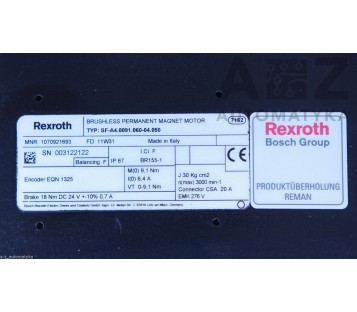 AUTOMATYKA
Rexroth
BRUSHLESS PERMANENT MAGNET MOTOR
TYP: SF-A4.0091.060-04.050
7162
MNR 1070921693 FD 11W01 Made in Italy
SN 003122122
I.Cl. F
Balancing F IP 67 BR155-1
CE
Encoder EQN 1325
M(0) 9,1 Nm
I(0) 6,4 A
VT 0-9,1 Nm
J 30 Kg cm2
n(max) 3000 min-1
Connector CSA 20 A
EMK 276 V
Brake 18 Nm DC 24 V +-10% 0,7 A
Rexroth
Bosch Group
PRODUKTÜBERHOLUNG
REMAN